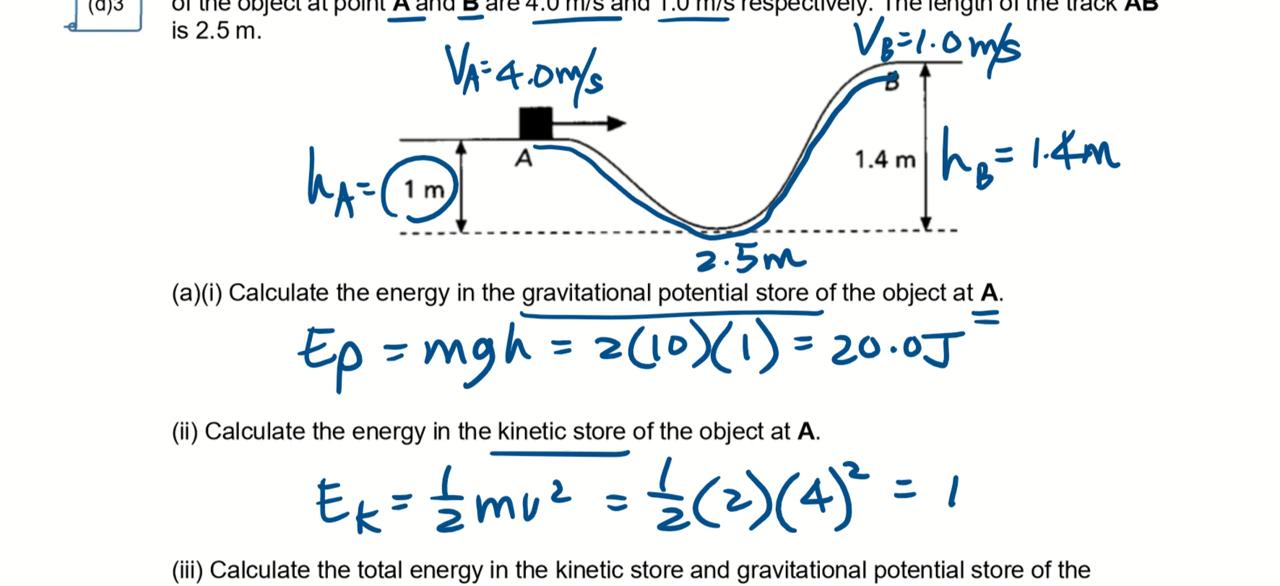 (d)3
of the object at point A and B are 4.0 m/s and 1.0 m/s respectively. The length of the track AB
is 2.5 m.
VA=4.0m/s
VB=1.0m/s
B
A
hA= 1 m
1.4 m
hB= 1.4m
2.5m
(a)(i) Calculate the energy in the gravitational potential store of the object at A.
Ep = mgh = 2(10)(1) = 20.0J
(ii) Calculate the energy in the kinetic store of the object at A.
EK = 1/2 mv² = 1/2 (2)(4)² = 1
(iii) Calculate the total energy in the kinetic store and gravitational potential store of the